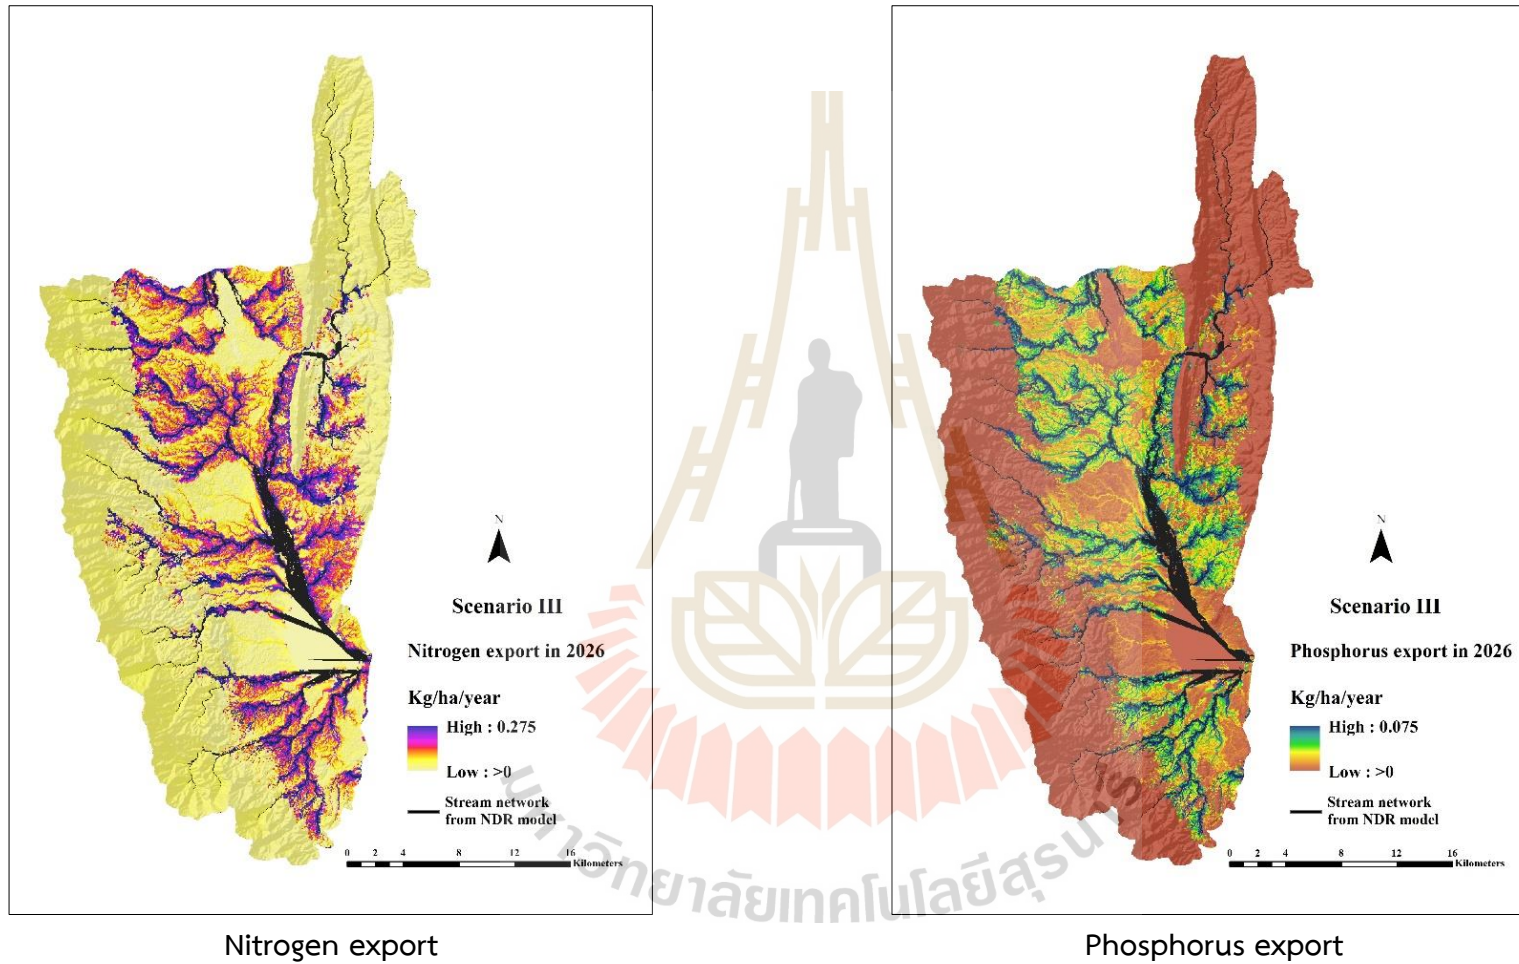 N
Scenario III
Nitrogen export in 2026
Kg/ha/year
High : 0.275
Low : >0
Stream network
from NDR model
0 2 4 8 12 16
Kilometers
Nitrogen export
N
Scenario III
Phosphorus export in 2026
Kg/ha/year
High : 0.075
Low : >0
Stream network
from NDR model
0 2 4 8 12 16
Kilometers
Phosphorus export
มหาวิทยาลัยเทคโนโลยีสุรนารี